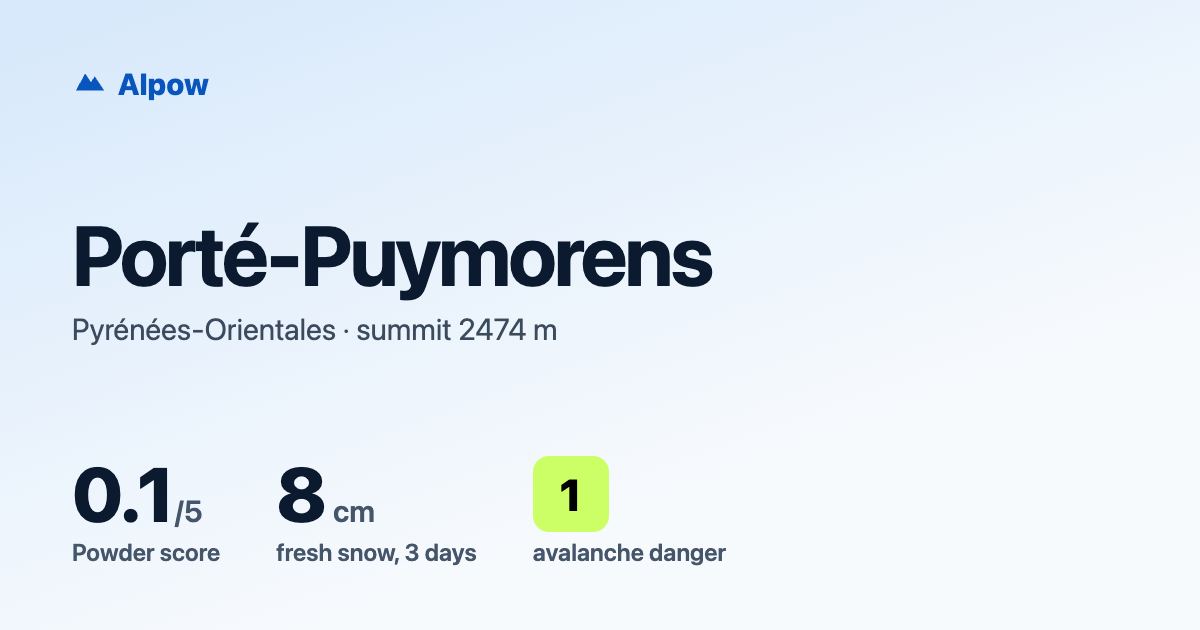 Alpow
Porté-Puymorens
Pyrénées-Orientales · summit 2474 m
0.1/5
Powder score
8 cm
fresh snow, 3 days
1
avalanche danger